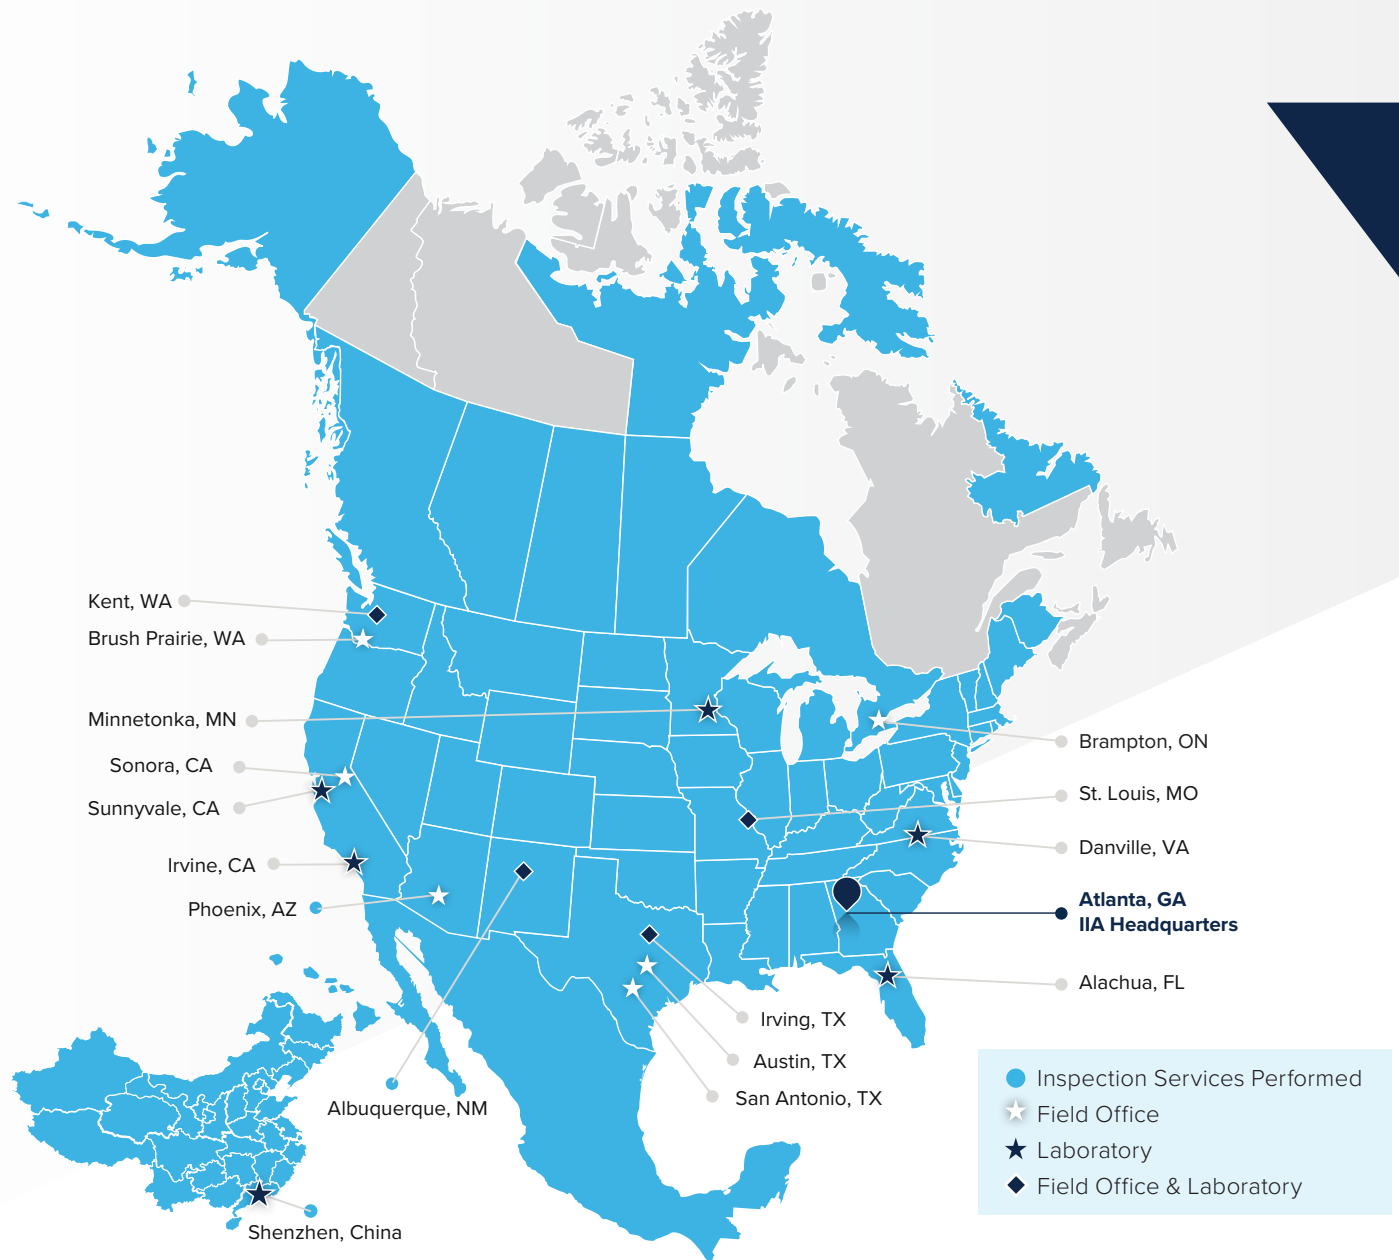 Kent, WA
Brush Prairie, WA
Minnetonka, MN
Sonora, CA
Sunnyvale, CA
Irvine, CA
Phoenix, AZ
Albuquerque, NM
Shenzhen, China
Brampton, ON
St. Louis, MO
Danville, VA
Atlanta, GA
IIA Headquarters
Alachua, FL
Irving, TX
Austin, TX
San Antonio, TX
Inspection Services Performed
Field Office
Laboratory
Field Office & Laboratory